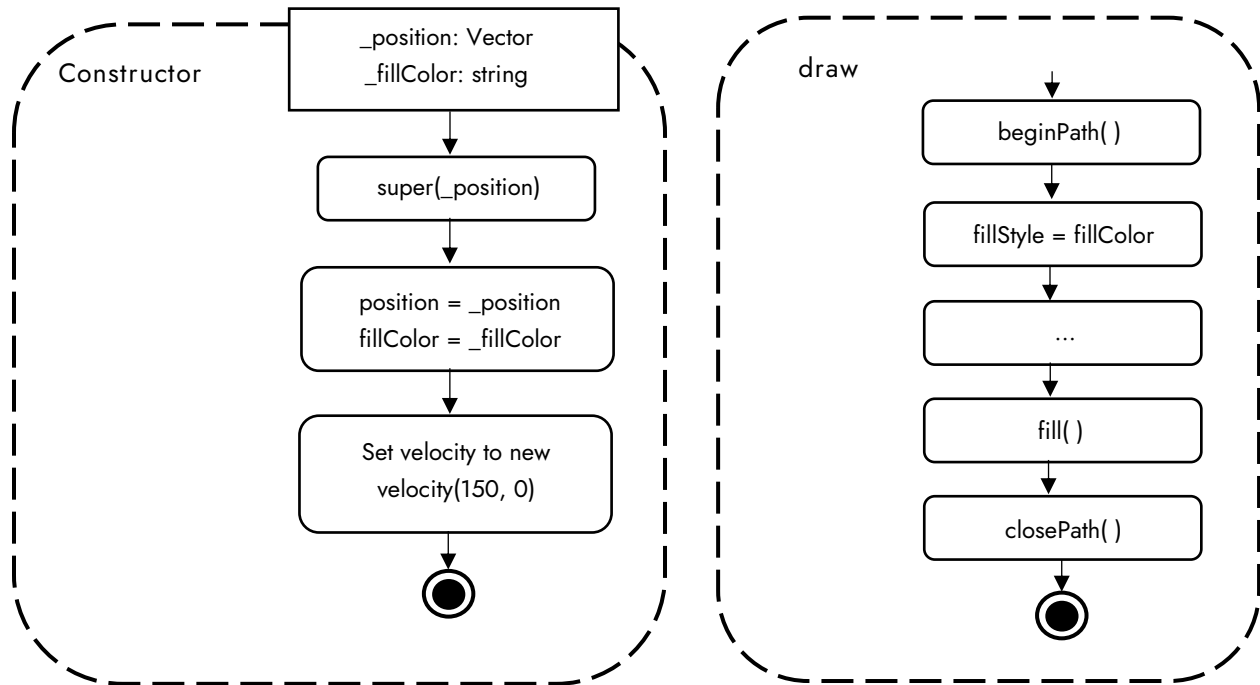 Constructor
_position: Vector
_fillColor: string
super(_position)
position = _position
fillColor = _fillColor
Set velocity to new
velocity(150, 0)
draw
beginPath( )
fillStyle = fillColor
...
fill( )
closePath( )